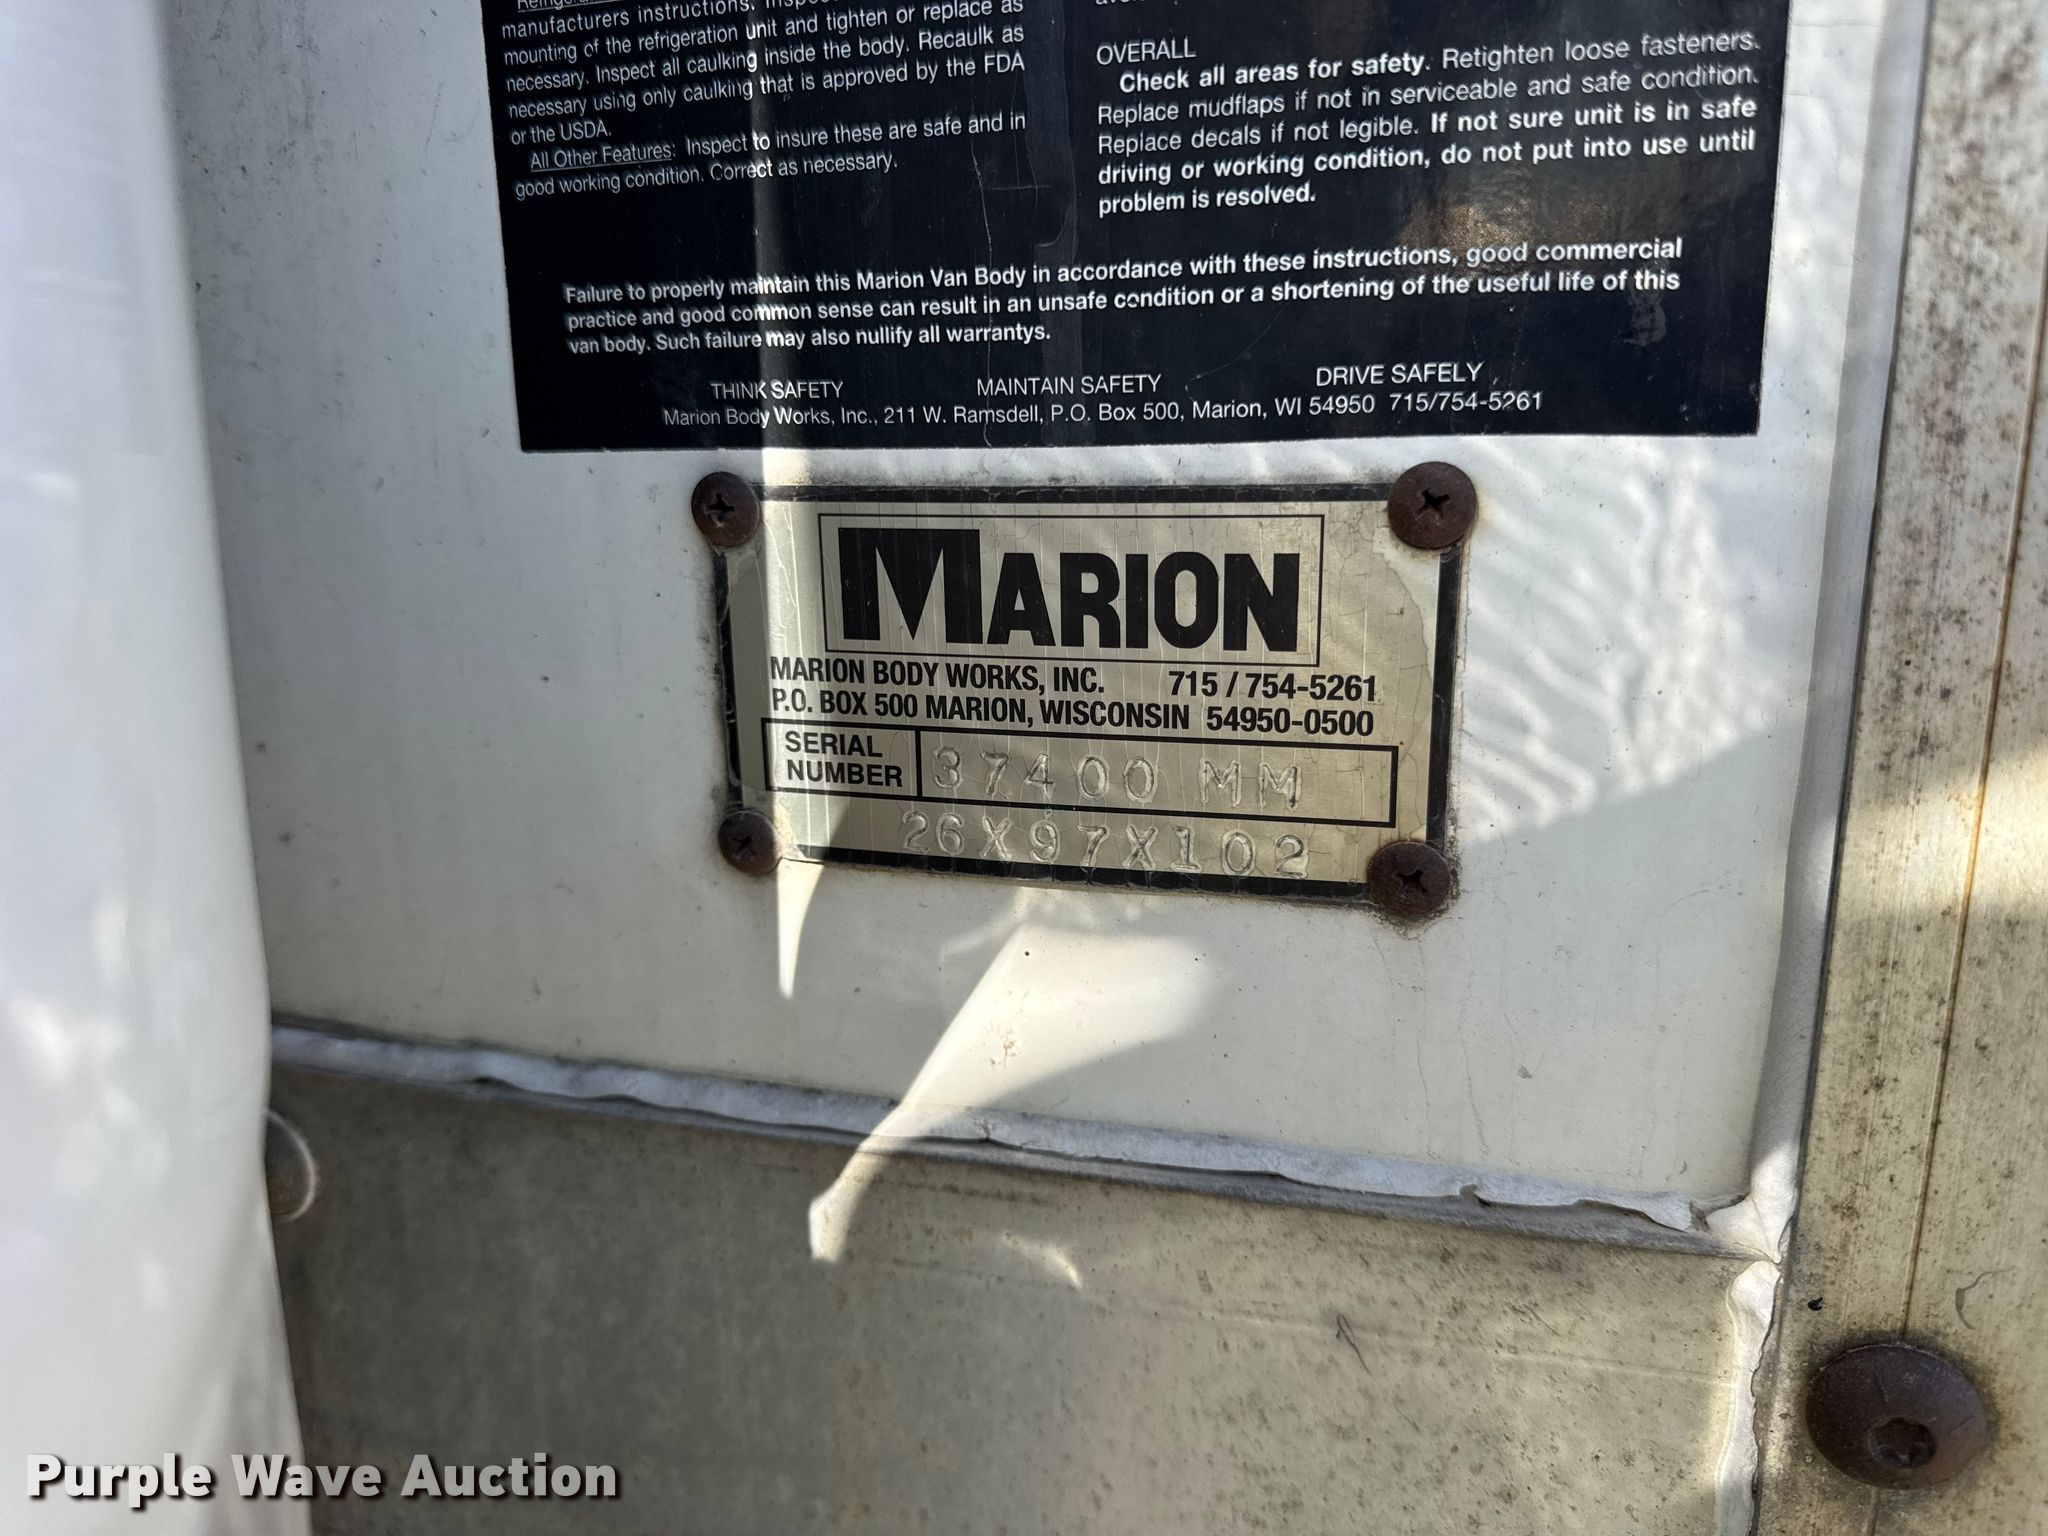 manufacturers instructions.
mounting of the refrigeration unit and tighten or replace as
necessary. Inspect all caulking inside the body. Recaulk as
necessary using only caulking that is approved by the FDA
or the USDA.
All Other Features: Inspect to insure these are safe and in
good working condition. Correct as necessary.
OVERALL
Check all areas for safety. Retighten loose fasteners.
Replace mudflaps if not in serviceable and safe condition.
Replace decals if not legible. If not sure unit is in safe
driving or working condition, do not put into use until
problem is resolved.
Failure to properly maintain this Marion Van Body in accordance with these instructions, good commercial
practice and good common sense can result in an unsafe condition or a shortening of the useful life of this
van body. Such failure may also nullify all warrantys.
THINK SAFETY MAINTAIN SAFETY DRIVE SAFELY
Marion Body Works, Inc., 211 W. Ramsdell, P.O. Box 500, Marion, WI 54950 715/754-5261
MARION
MARION BODY WORKS, INC. 715 / 754-5261
P.O. BOX 500 MARION, WISCONSIN 54950-0500
SERIAL NUMBER 37400 MM
26X97X102
Purple Wave Auction